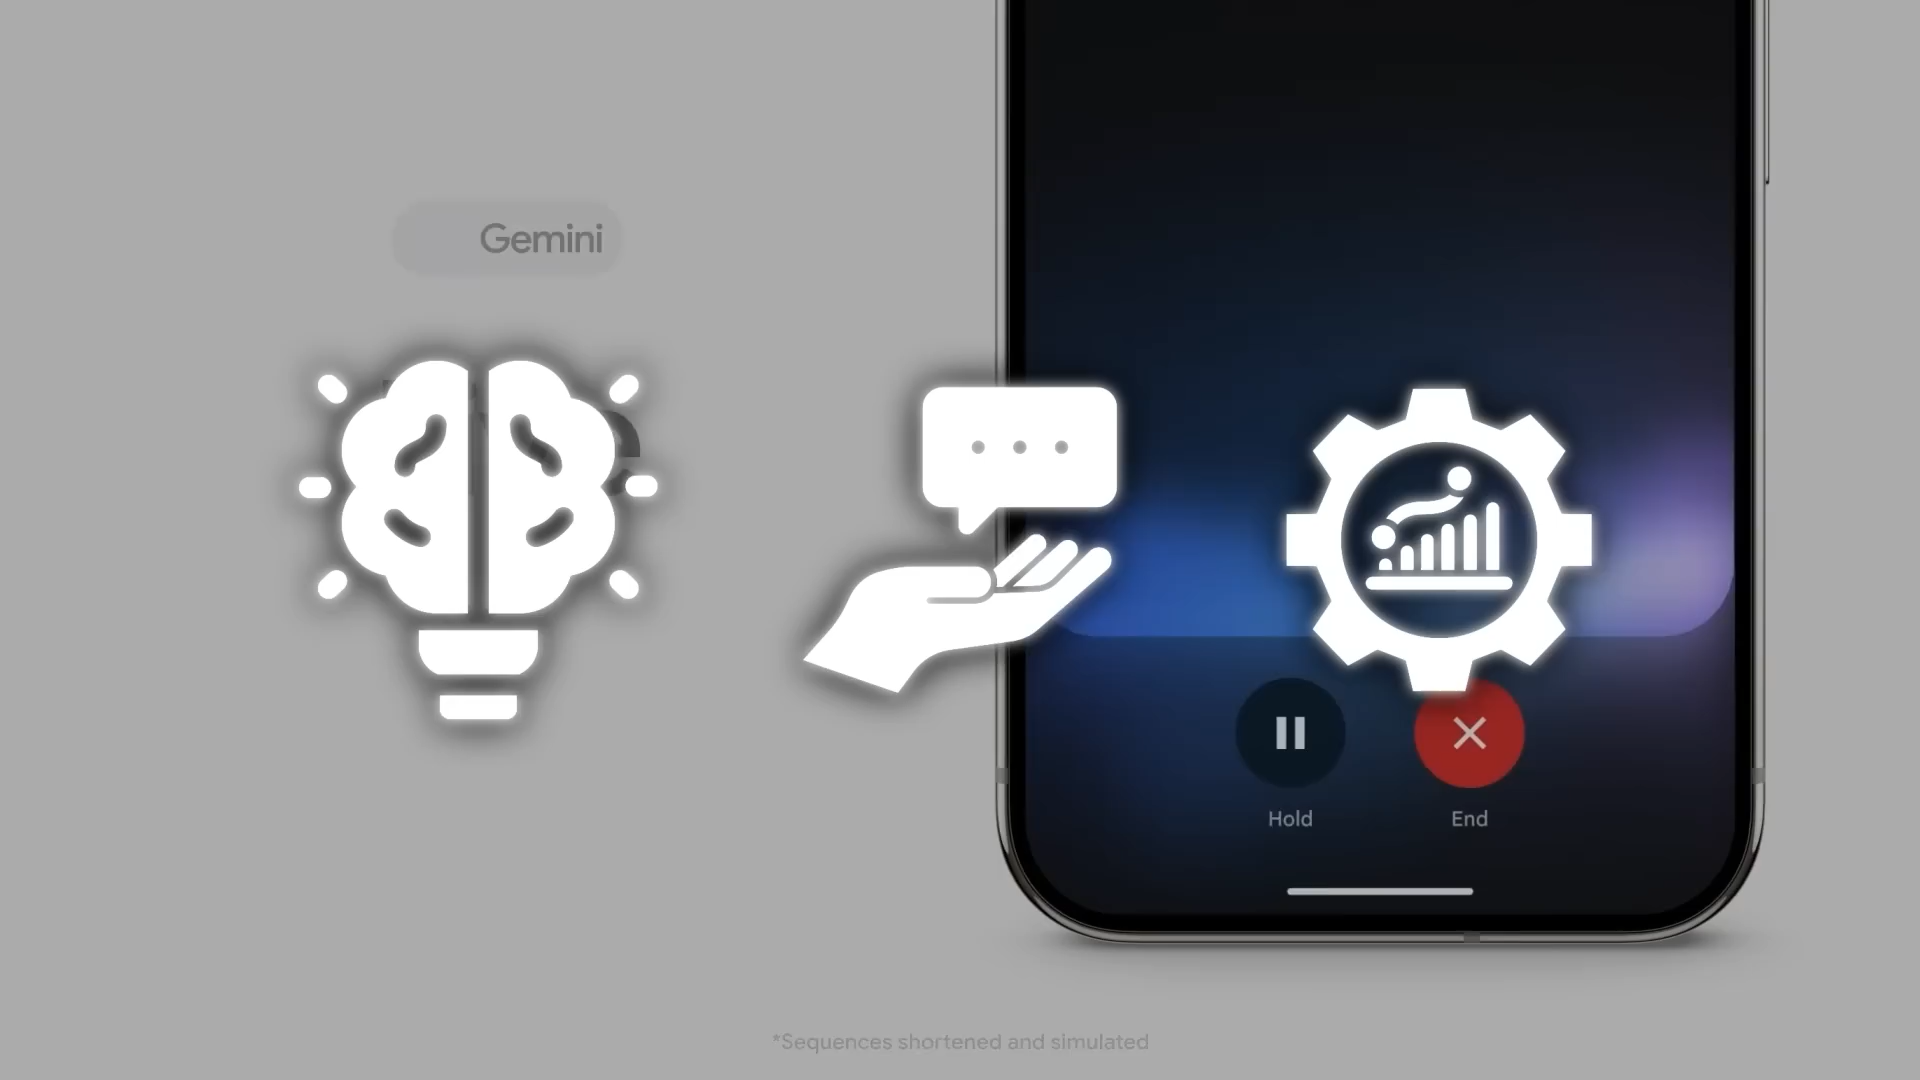 Gemini
Hold
End
*Sequences shortened and simulated